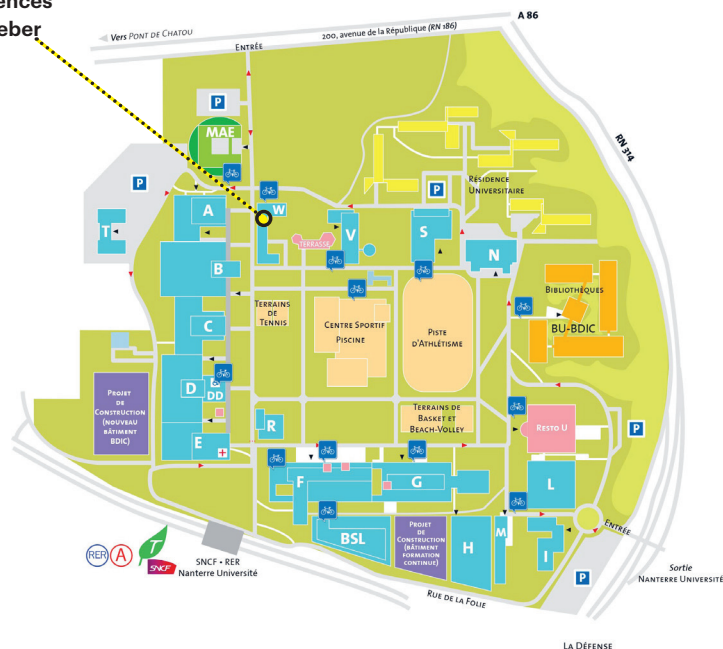 ences
eber
Vers PONT DE CHATOU
200, avenue de la République (RN 186)
A 86
ENTRÉE
P
MAE
RN 314
P
RÉSIDENCE
UNIVERSITAIRE
P
A
W
T
TERRASSE
V
S
N
B
BIBLIOTHÈQUES
BU-BDIC
TERRAINS
DE
TENNIS
CENTRE SPORTIF
PISCINE
PISTE
D'ATHLÉTISME
C
D
DD
PROJET
DE
CONSTRUCTION
(NOUVEAU
BÂTIMENT
BDIC)
TERRAINS DE
BASKET ET
BEACH-VOLLEY
R
RESTO U
P
E
F
G
L
BSL
PROJET
DE
CONSTRUCTION
(BÂTIMENT
FORMATION
CONTINUE)
H
M
I
ENTRÉE
RER
A
T
SNCF
SNCF • RER
Nanterre Université
P
Sortie
NANTERRE UNIVERSITÉ
RUE DE LA FOLIE
LA DÉFENSE